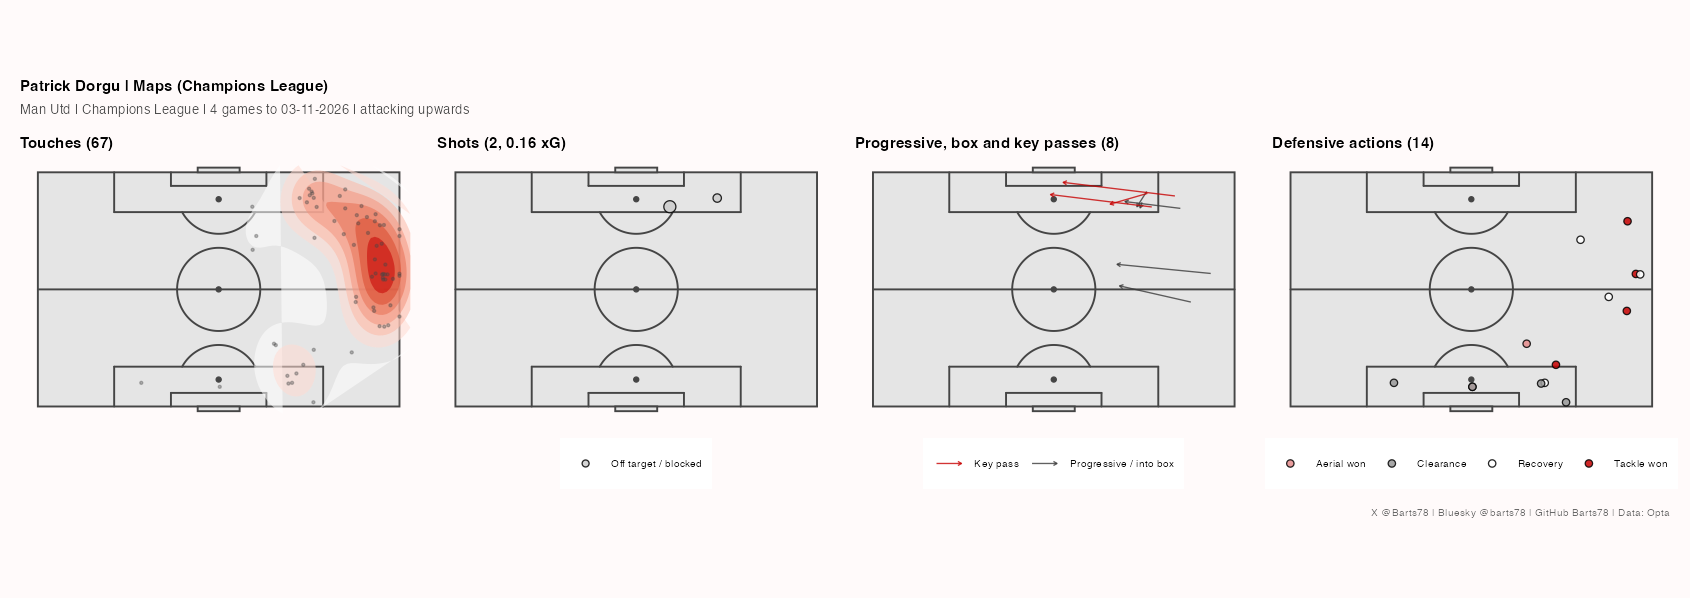 Patrick Dorgu | Maps (Champions League)
Man Utd | Champions League | 4 games to 03-11-2026 | attacking upwards
Touches (67)
Shots (2, 0.16 xG)
Progressive, box and key passes (8)
Defensive actions (14)
Off target / blocked
Key pass
Progressive / into box
Aerial won
Clearance
Recovery
Tackle won
X @Barts78 | Bluesky @barts78 | GitHub Barts78 | Data: Opta